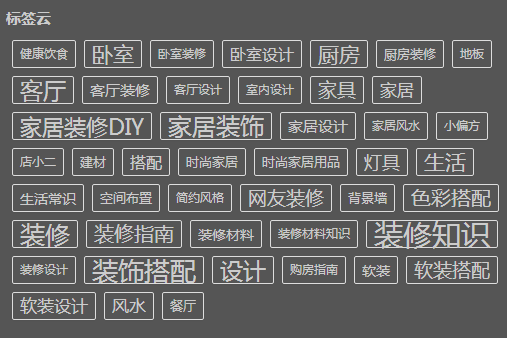 标签云
健康饮食 卧室 卧室装修 卧室设计 厨房 厨房装修 地板
客厅 客厅装修 客厅设计 室内设计 家具 家居
家居装修DIY 家居装饰 家居设计 家居风水 小偏方
店小二 建材 搭配 时尚家居 时尚家居用品 灯具 生活
生活常识 空间布置 简约风格 网友装修 背景墙 色彩搭配
装修 装修指南 装修材料 装修材料知识 装修知识
装修设计 装饰搭配 设计 购房指南 软装 软装搭配
软装设计 风水 餐厅